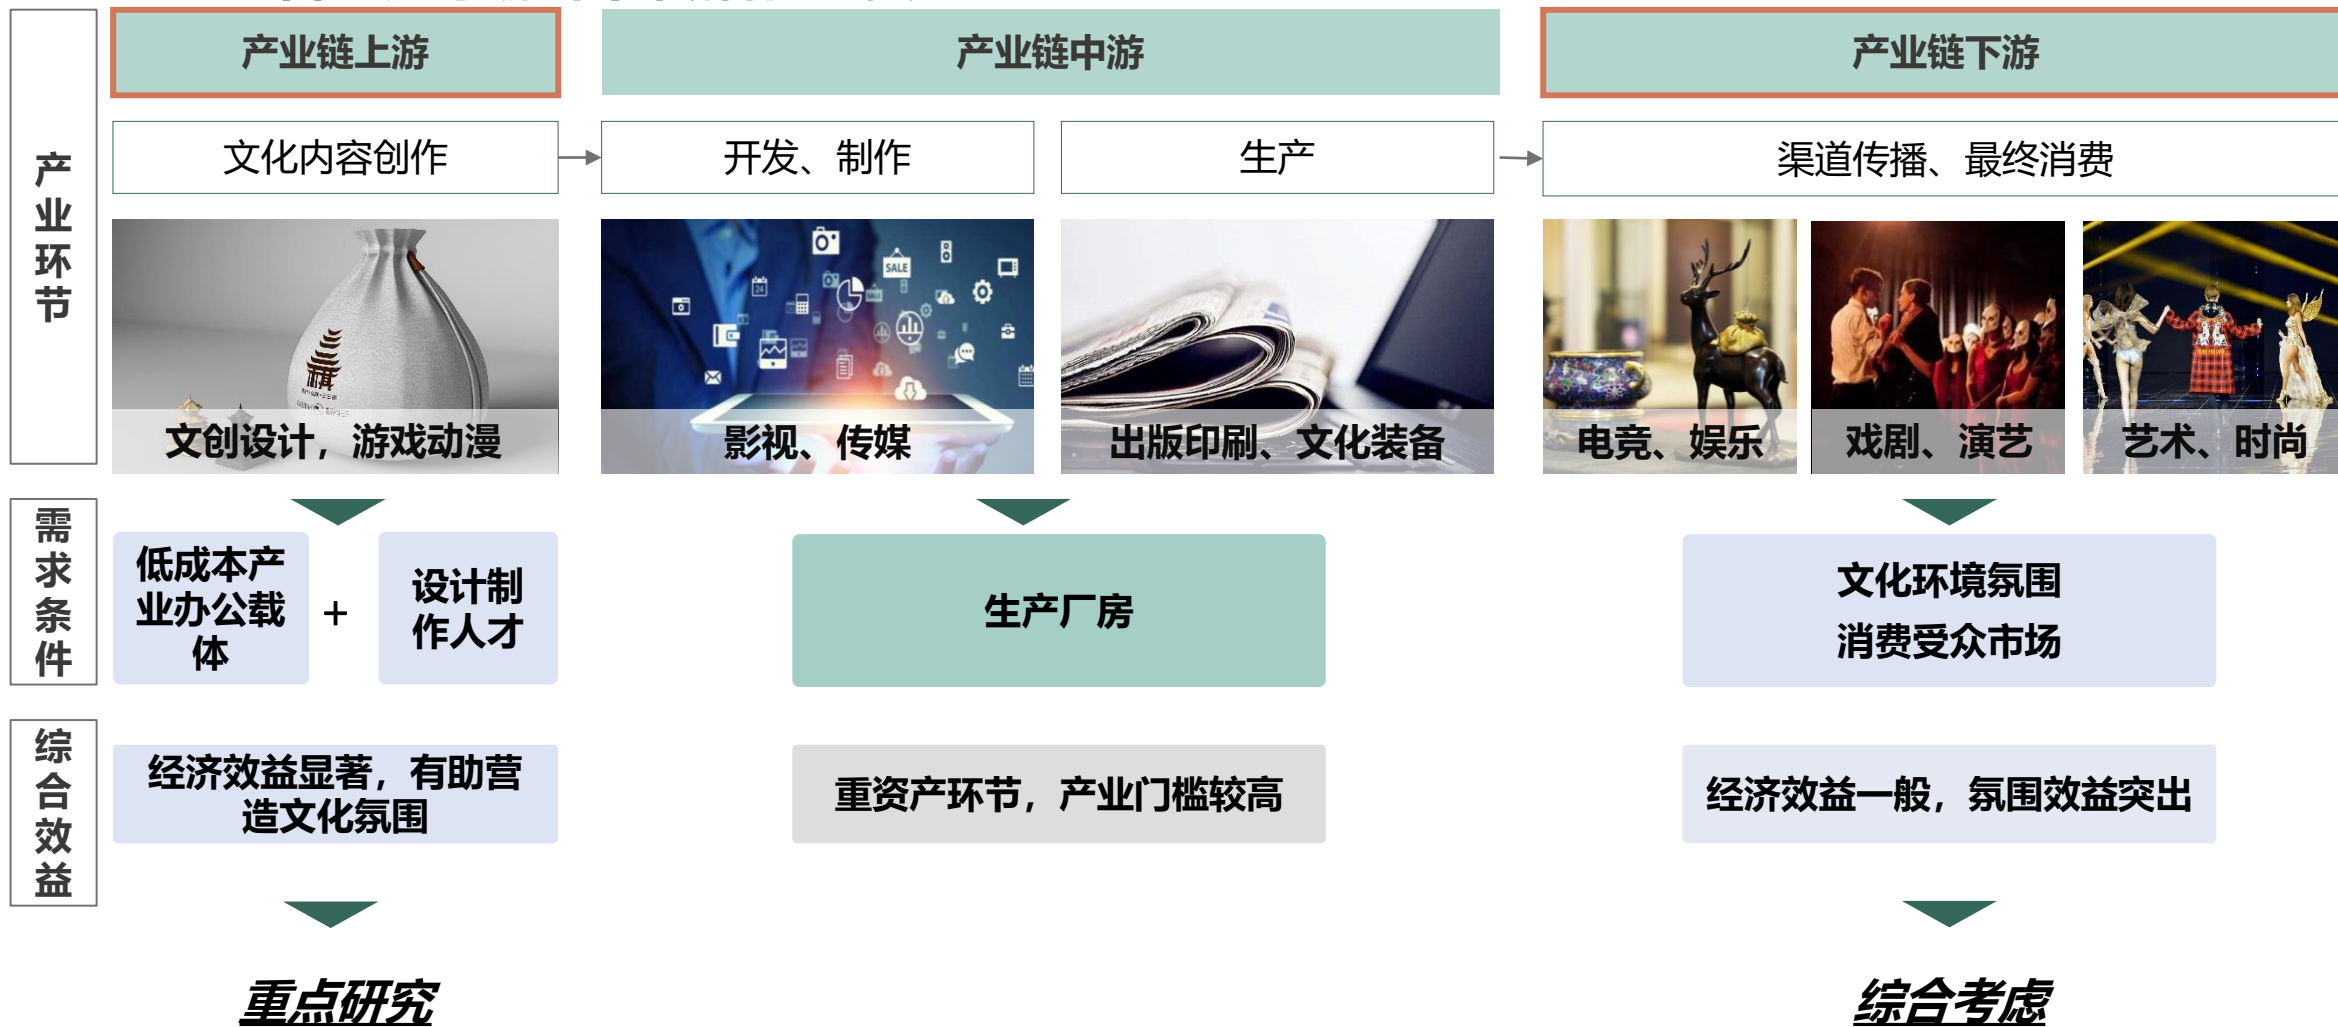 产业链上游
产业链中游
产业链下游
产业环节
文化内容创作
开发、制作
生产
渠道传播、最终消费
SALE
24
文创设计，游戏动漫
影视、传媒
出版印刷、文化装备
电竞、娱乐
戏剧、演艺
艺术、时尚
需求条件
低成本产
业办公载
体
+
设计制
作人才
生产厂房
文化环境氛围
消费受众市场
综合效益
经济效益显著，有助营
造文化氛围
重资产环节，产业门槛较高
经济效益一般，氛围效益突出
重点研究
综合考虑